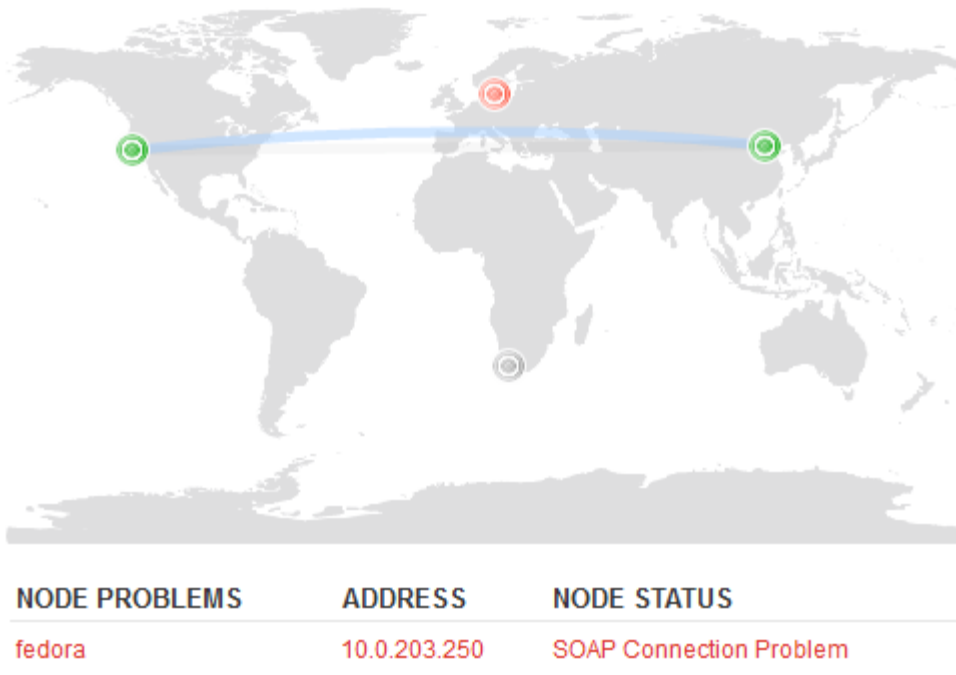 NODE PROBLEMS ADDRESS NODE STATUS
fedora 10.0.203.250 SOAP Connection Problem